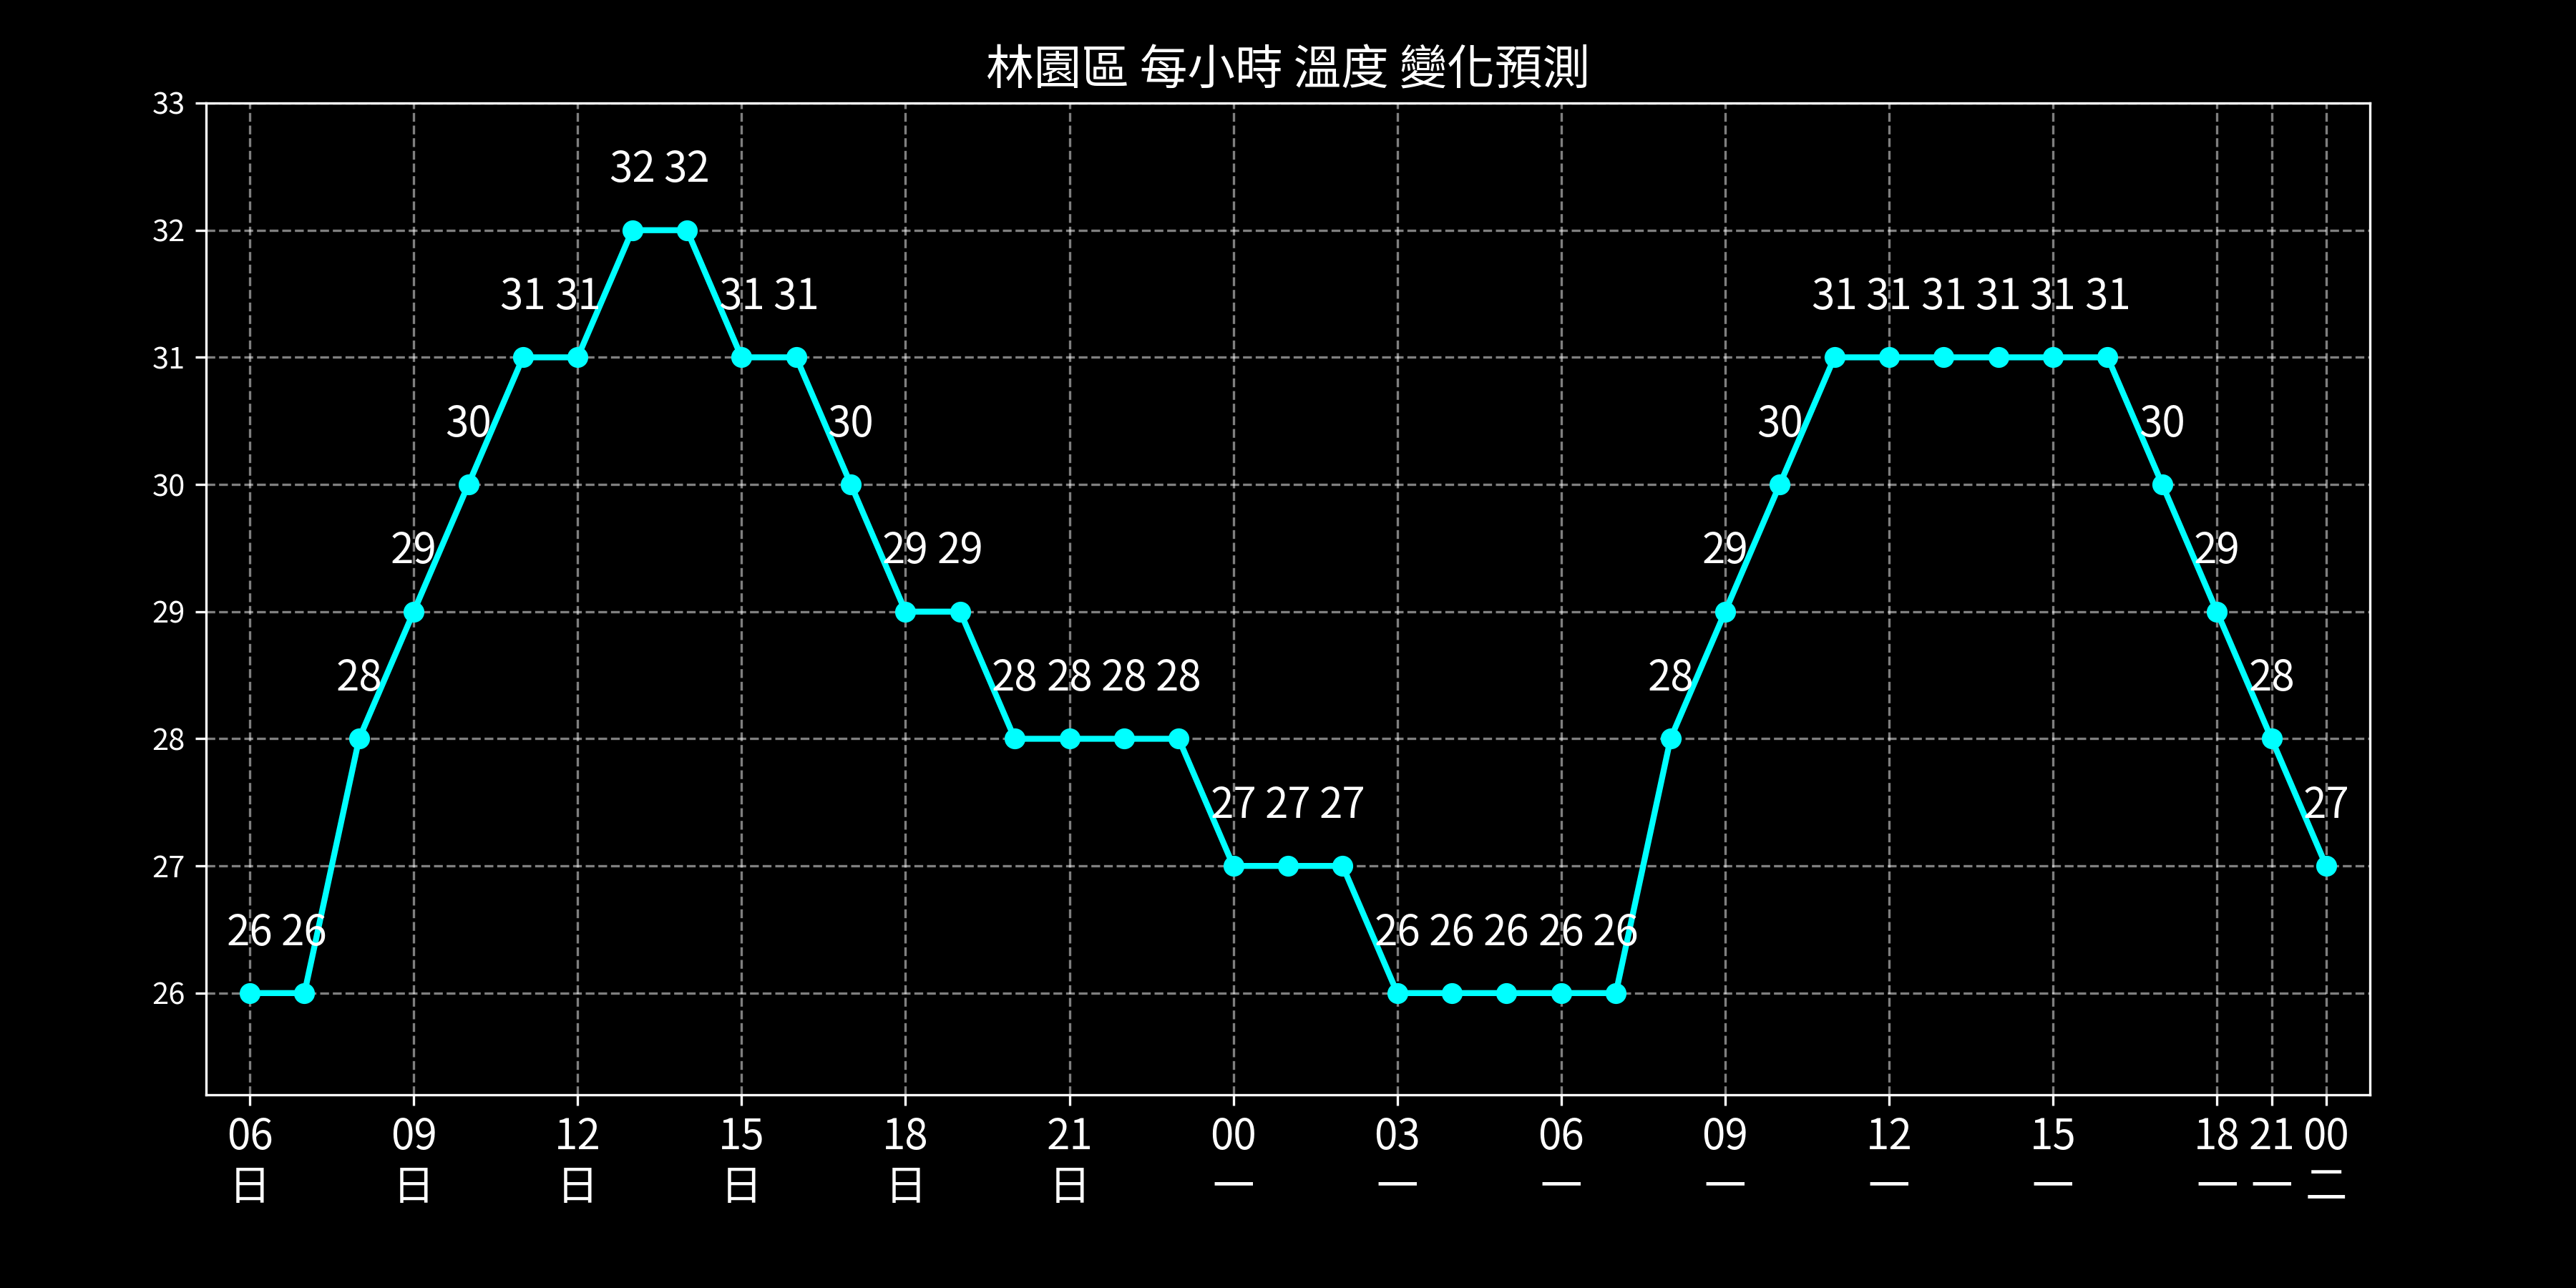 林園區 每小時 溫度 變化預測
33
32
31
30
29
28
27
26
32 32
31 31 31 31 31 31 31 31 31 31
30 30 30 30
29 29 29 29 29
28 28 28 28 28 28 28
27 27 27 27
26 26 26 26 26 26 26
06 09 12 15 18 21 00 03 06 09 12 15 18 21 00
日 日 日 日 日 日 一 一 一 一 一 一 一 一 二